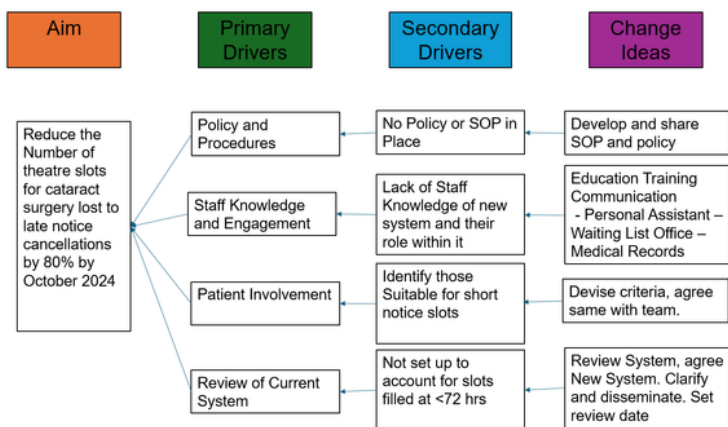 Aim
Primary
Drivers
Secondary
Drivers
Change
Ideas
Reduce the
Number of
theatre slots
for cataract
surgery lost to
late notice
cancellations
by 80% by
October 2024
Policy and
Procedures
No Policy or SOP in
Place
Develop and share
SOP and policy
Staff Knowledge
and Engagement
Lack of Staff
Knowledge of new
system and their
role within it
Education Training
Communication
- Personal Assistant –
Waiting List Office –
Medical Records
Patient Involvement
Identify those
Suitable for short
notice slots
Devise criteria, agree
same with team.
Review of Current
System
Not set up to
account for slots
filled at <72 hrs
Review System, agree
New System. Clarify
and disseminate. Set
review date